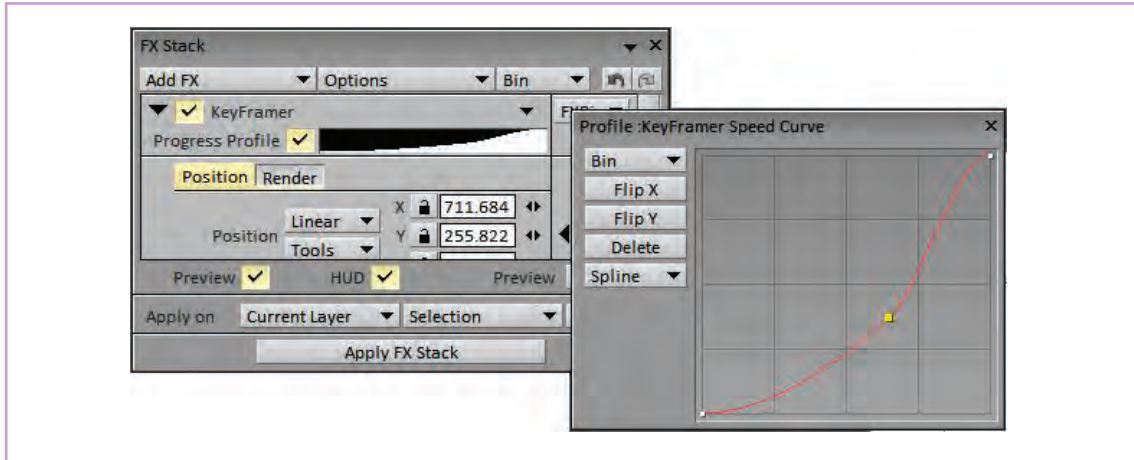 FX Stack
Add FX Options Bin
KeyFramer
Progress Profile
Position Render
Position Linear X 711.684
Tools Y 255.822
Preview HUD Preview
Apply on Current Layer Selection
Apply FX Stack
Profile :KeyFramer Speed Curve
Bin
Flip X
Flip Y
Delete
Spline